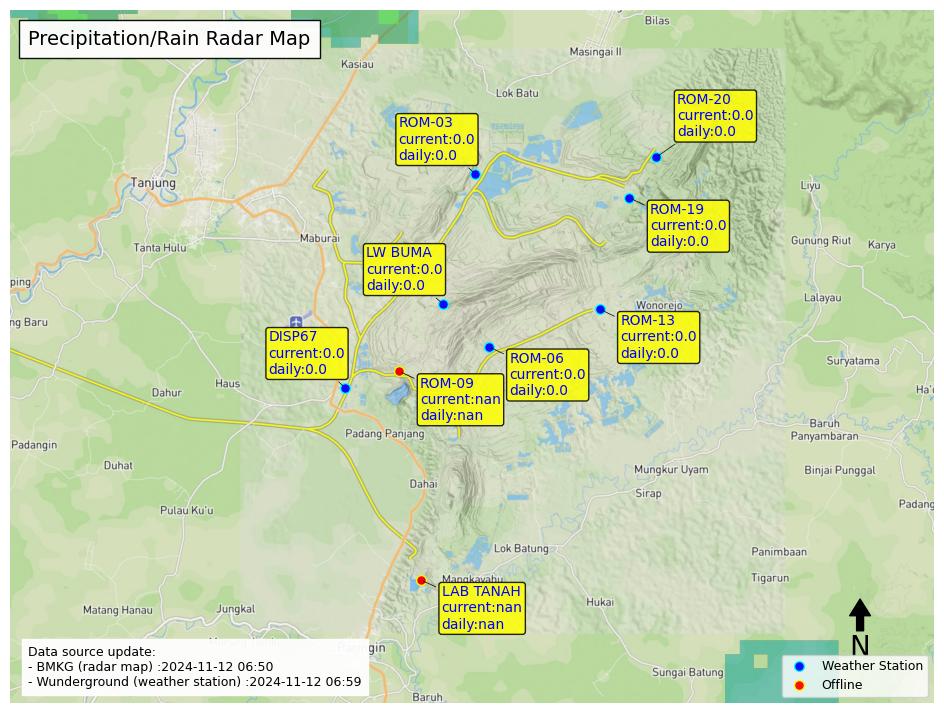 Precipitation/Rain Radar Map
Bilas
Masingai II
Kasiau
Lok Batu
ROM-20
current:0.0
daily:0.0
ROM-03
current:0.0
daily:0.0
Tanjung
Liyu
ROM-19
current:0.0
daily:0.0
Maburai
Tanta Hulu
Gunung Riut
Karya
LW BUMA
current:0.0
daily:0.0
ping
Lalayau
Wonorejo
ng Baru
ROM-13
current:0.0
daily:0.0
DISP67
current:0.0
daily:0.0
ROM-06
current:0.0
daily:0.0
Suryatama
Haus
Dahur
ROM-09
current:nan
daily:nan
Halong
Baruh
Panyambaran
Padang Panjang
Padangin
Duhat
Mungkur Uyam
Binjai Punggal
Dahai
Sirap
Padang
Pulau Ku'u
Lok Batung
Panimbaan
Mangkayahu
Tigarun
LAB TANAH
current:nan
daily:nan
Hukai
Matang Hanau
Jungkal
N
Data source update:
- BMKG (radar map) :2024-11-12 06:50
- Wunderground (weather station) :2024-11-12 06:59
Sungai Batung
Baruh
Weather Station
Offline